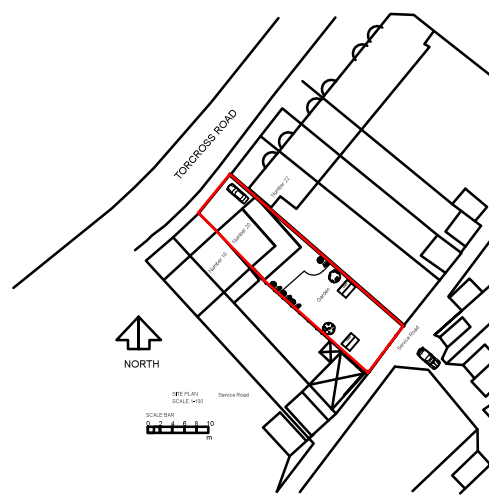 TORCROSS ROAD
Number 22
Number 20
Number 18
Garden
Service Road
NORTH
SITE PLAN
SCALE 1-100
Service Road
SCALE BAR
0 2 4 6 8 10
m